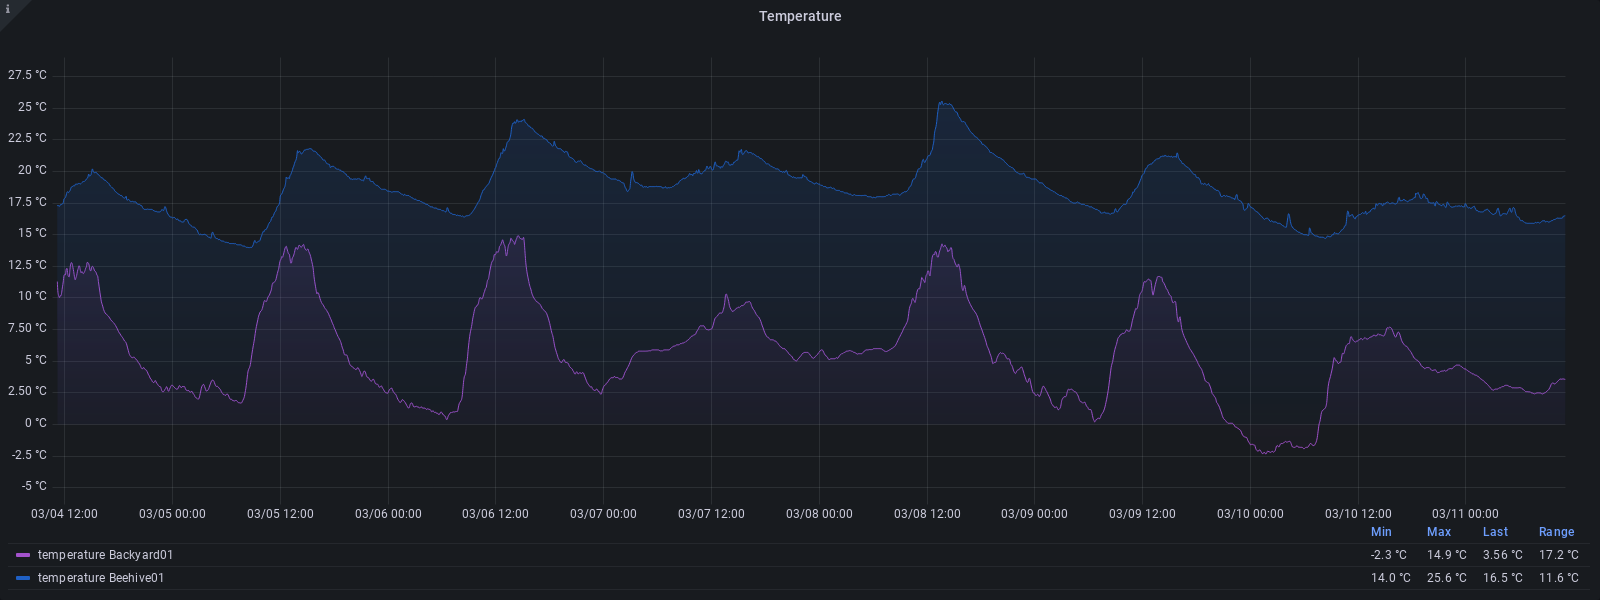 i
Temperature
27.5 °C
25 °C
22.5 °C
20 °C
17.5 °C
15 °C
12.5 °C
10 °C
7.50 °C
5 °C
2.50 °C
0 °C
-2.5 °C
-5 °C
03/04 12:00 03/05 00:00 03/05 12:00 03/06 00:00 03/06 12:00 03/07 00:00 03/07 12:00 03/08 00:00 03/08 12:00 03/09 00:00 03/09 12:00 03/10 00:00 03/10 12:00 03/11 00:00
Min Max Last Range
temperature Backyard01 -2.3 °C 14.9 °C 3.56 °C 17.2 °C
temperature Beehive01 14.0 °C 25.6 °C 16.5 °C 11.6 °C